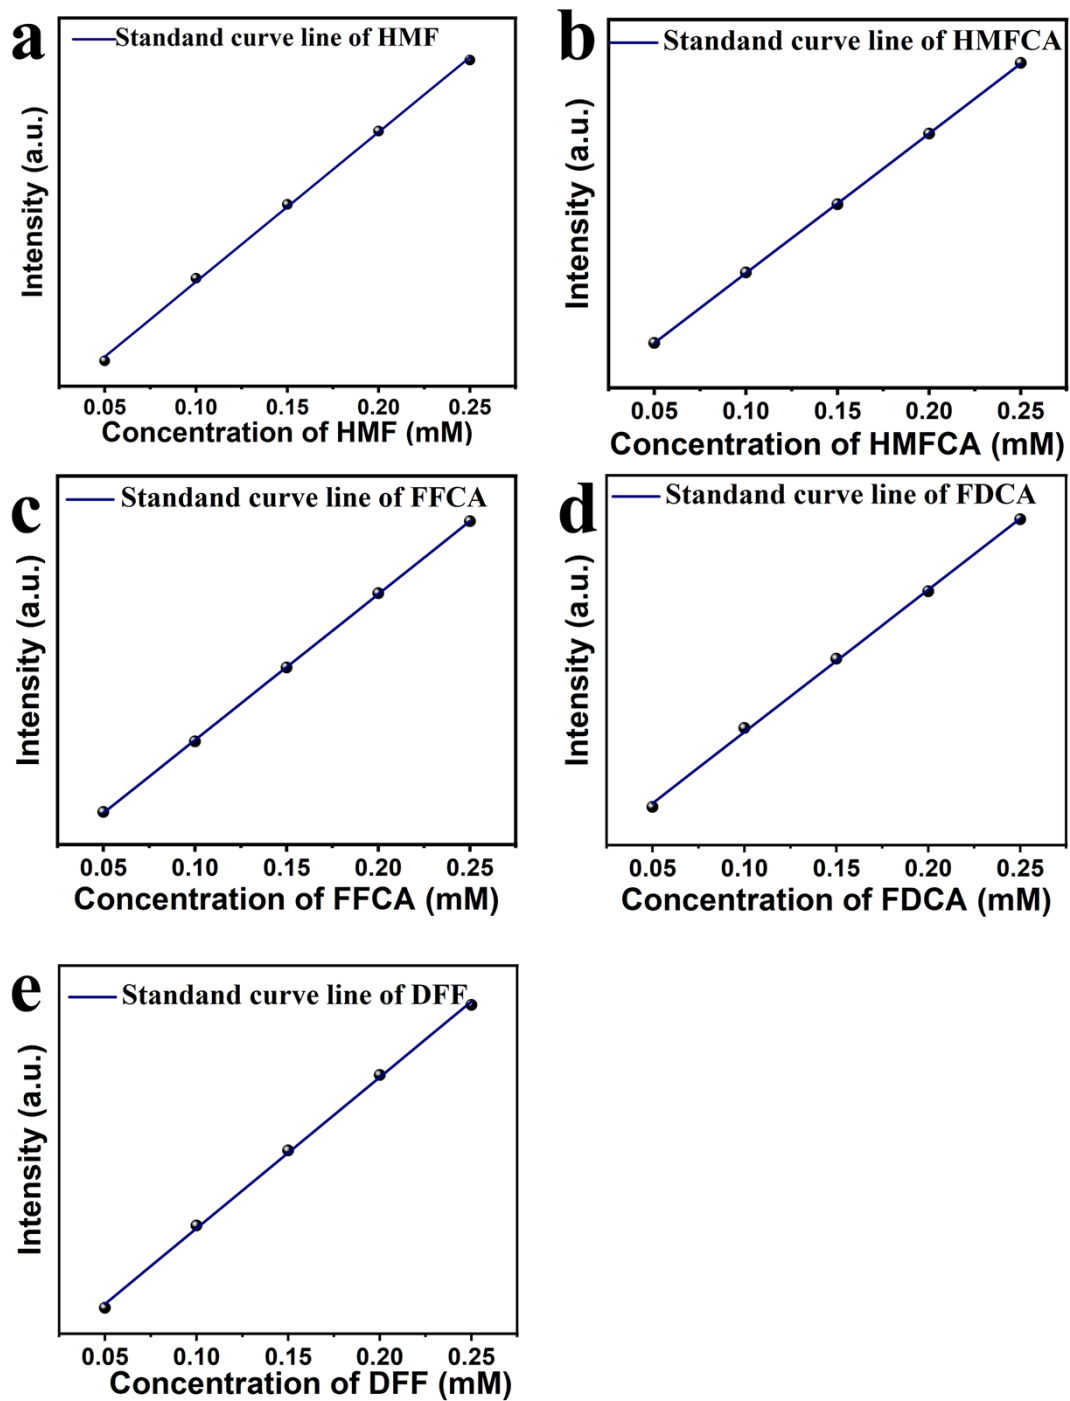 a
Standand curve line of HMF
Intensity (a.u.)
0.05 0.10 0.15 0.20 0.25
Concentration of HMF (mM)
b
Standand curve line of HMFCA
Intensity (a.u.)
0.05 0.10 0.15 0.20 0.25
Concentration of HMFCA (mM)
c
Standand curve line of FFCA
Intensity (a.u.)
0.05 0.10 0.15 0.20 0.25
Concentration of FFCA (mM)
d
Standand curve line of FDCA
Intensity (a.u.)
0.05 0.10 0.15 0.20 0.25
Concentration of FDCA (mM)
e
Standand curve line of DFF
Intensity (a.u.)
0.05 0.10 0.15 0.20 0.25
Concentration of DFF (mM)